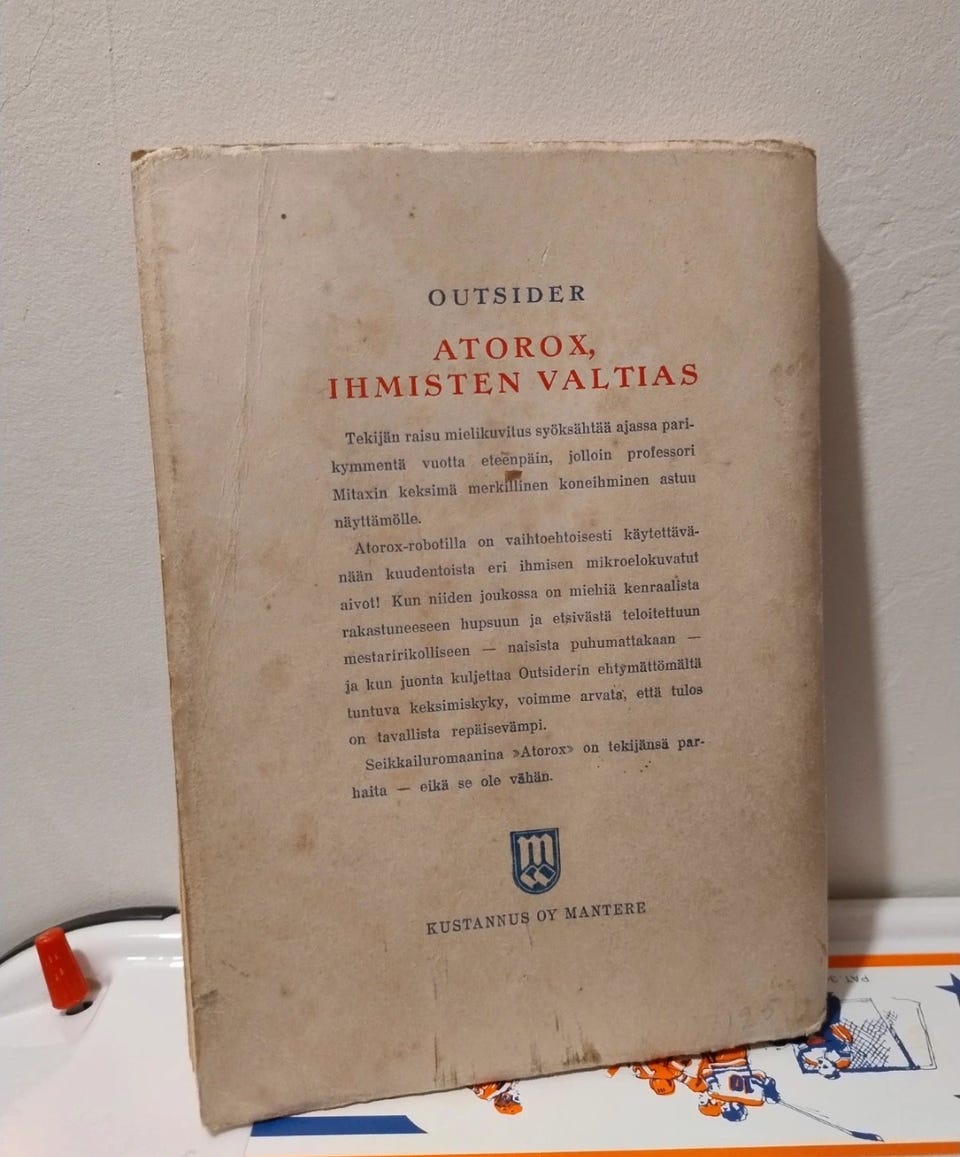 OUTSIDER
ATOROX,
IHMISTEN VALTIAS
Tekijän raisu mielikuvitus syöksähtää ajassa pari-
kymmentä vuotta eteenpäin, jolloin professori
Mitaxin keksimä merkillinen koneihminen astuu
näyttämölle.
Atorox-robotilla on vaihtoehtoisesti käytettävä-
nään kuudentoista eri ihmisen mikroelokuvatut
aivot! Kun niiden joukossa on miehiä kenraalista
rakastuneeseen hupsuun ja etsivästä teloitettuun
mestaririkolliseen — naisista puhumattakaan —
ja kun juonta kuljettaa Outsiderin ehtymättömältä
tuntuva keksimiskyky, voimme arvata, että tulos
on tavallista repäisevämpi.
Seikkailuromaanina »Atorox» on tekijänsä par-
haita — eikä se ole vähän.
KUSTANNUS OY MANTERE
125
PAT
10